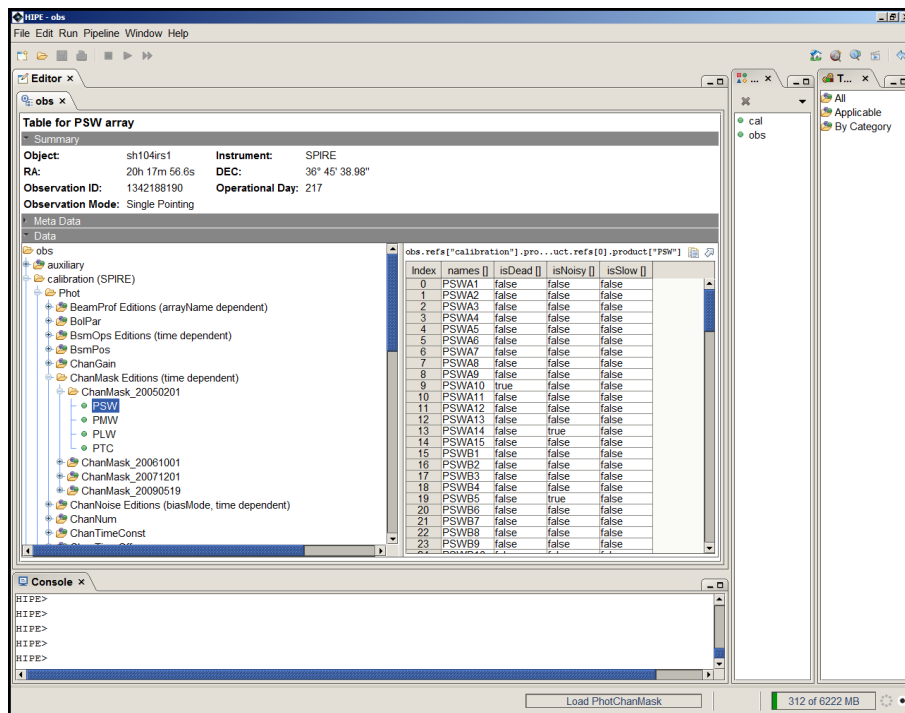 HIPE - obs
File Edit Run Pipeline Window Help
Editor ×
obs ×
Table for PSW array
Summary
Object: sh104irs1 Instrument: SPIRE
RA: 20h 17m 56.6s DEC: 36° 45' 38.98"
Observation ID: 1342188190 Operational Day: 217
Observation Mode: Single Pointing
Meta Data
Data
obs
auxiliary
calibration (SPIRE)
Phot
BeamProf Editions (arrayName dependent)
BolPar
BsmOps Editions (time dependent)
BsmPos
ChanGain
ChanMask Editions (time dependent)
ChanMask_20050201
PSW
PMW
PLW
PTC
ChanMask_20061001
ChanMask_20071201
ChanMask_20090519
ChanNoise Editions (biasMode, time dependent)
ChanNum
ChanTimeConst
obs.refs["calibration"].pro...uct.refs[0].product["PSW"]
Index names [] isDead [] isNoisy [] isSlow []
0 PSWA1 false false false
1 PSWA2 false false false
2 PSWA3 false false false
3 PSWA4 false false false
4 PSWA5 false false false
5 PSWA6 false false false
6 PSWA7 false false false
7 PSWA8 false false false
8 PSWA9 false false false
9 PSWA10 true false false
10 PSWA11 false false false
11 PSWA12 false false false
12 PSWA13 false false false
13 PSWA14 false true false
14 PSWA15 false false false
15 PSWB1 false false false
16 PSWB2 false false false
17 PSWB3 false false false
18 PSWB4 false false false
19 PSWB5 false true false
20 PSWB6 false false false
21 PSWB7 false false false
22 PSWB8 false false false
23 PSWB9 false false false
... ×
cal
obs
T... ×
All
Applicable
By Category
Console ×
HIPE>
HIPE>
HIPE>
HIPE>
HIPE>
Load PhotChanMask
312 of 6222 MB